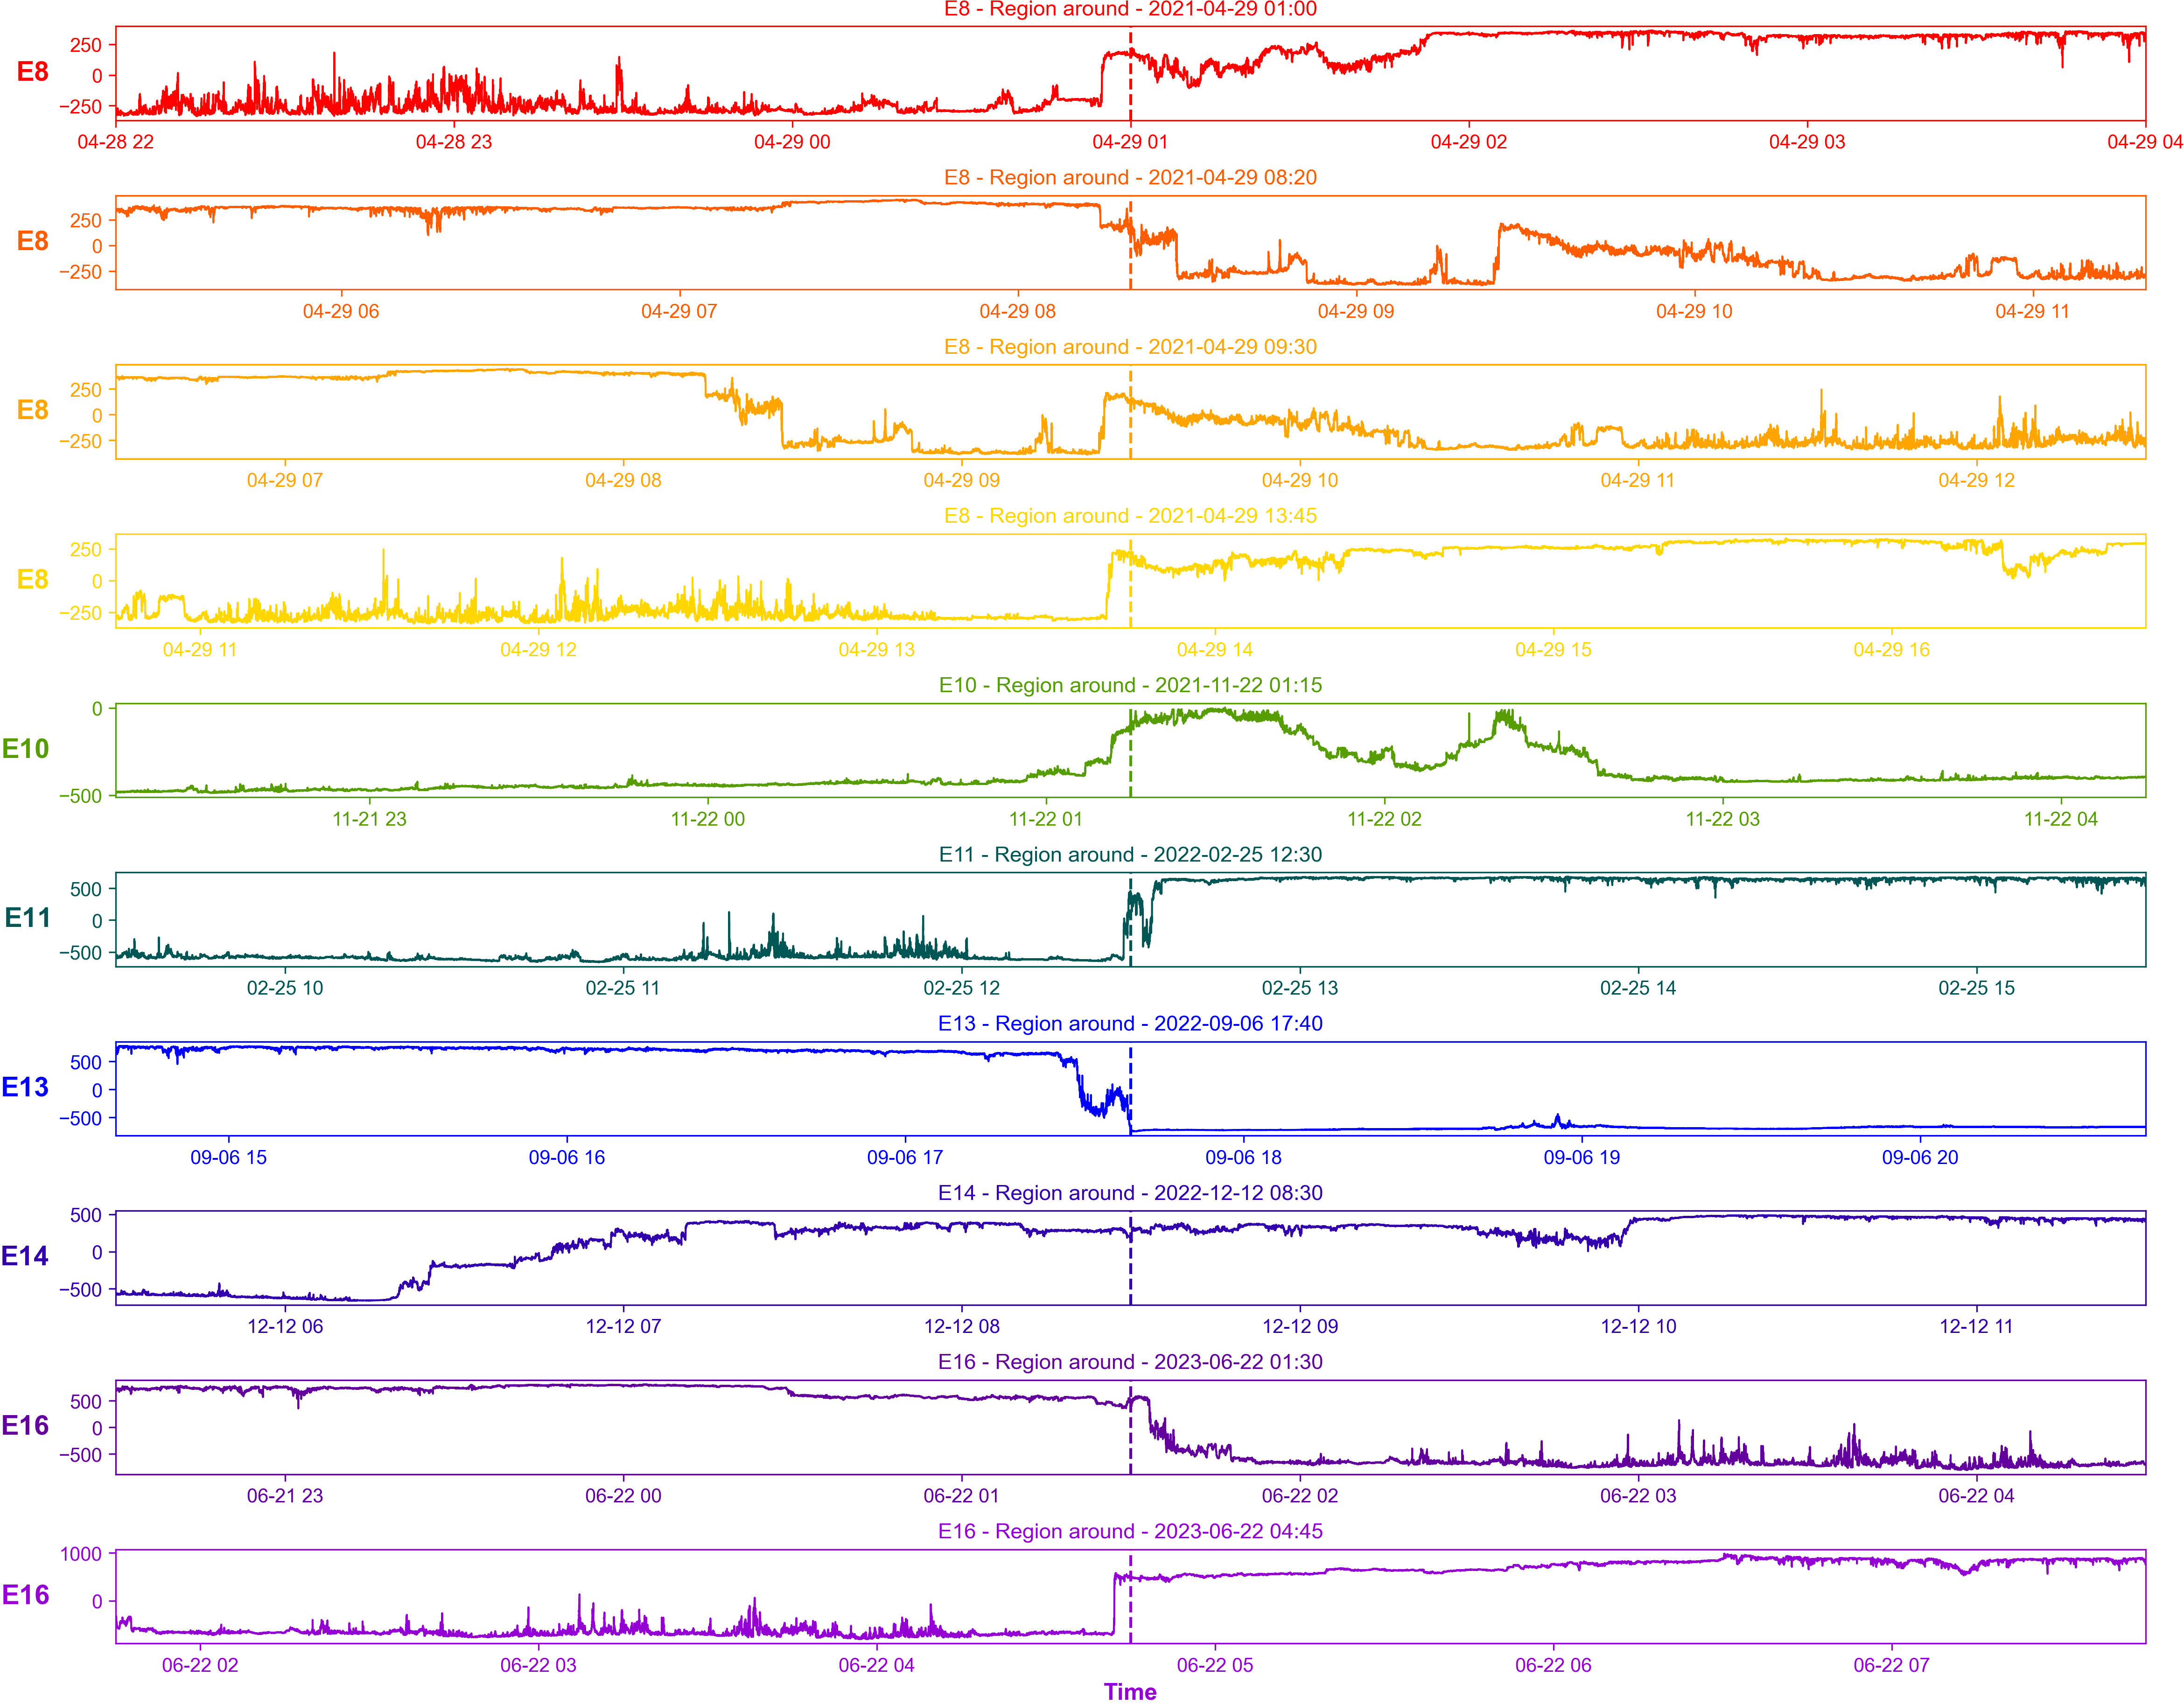 E8 - Region around - 2021-04-29 01:00
E8
250
0
−250
04-28 22 04-28 23 04-29 00 04-29 01 04-29 02 04-29 03 04-29 04
E8 - Region around - 2021-04-29 08:20
E8
250
0
−250
04-29 06 04-29 07 04-29 08 04-29 09 04-29 10 04-29 11
E8 - Region around - 2021-04-29 09:30
E8
250
0
−250
04-29 07 04-29 08 04-29 09 04-29 10 04-29 11 04-29 12
E8 - Region around - 2021-04-29 13:45
E8
250
0
−250
04-29 11 04-29 12 04-29 13 04-29 14 04-29 15 04-29 16
E10 - Region around - 2021-11-22 01:15
E10
0
−500
11-21 23 11-22 00 11-22 01 11-22 02 11-22 03 11-22 04
E11 - Region around - 2022-02-25 12:30
E11
500
0
−500
02-25 10 02-25 11 02-25 12 02-25 13 02-25 14 02-25 15
E13 - Region around - 2022-09-06 17:40
E13
500
0
−500
09-06 15 09-06 16 09-06 17 09-06 18 09-06 19 09-06 20
E14 - Region around - 2022-12-12 08:30
E14
500
0
−500
12-12 06 12-12 07 12-12 08 12-12 09 12-12 10 12-12 11
E16 - Region around - 2023-06-22 01:30
E16
500
0
−500
06-21 23 06-22 00 06-22 01 06-22 02 06-22 03 06-22 04
E16 - Region around - 2023-06-22 04:45
E16
1000
0
06-22 02 06-22 03 06-22 04 06-22 05 06-22 06 06-22 07
Time